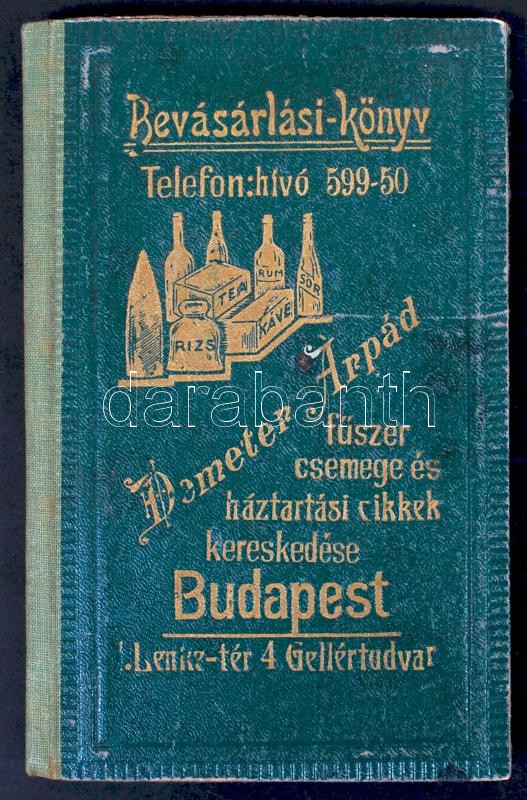 Bevásárlási-könyv
Telefon:hívó 599-50
RUM
SÖR
TEA
KÁVÉ
RIZS
Demeter Árpád
darabanth
fűszer
csemege és
háztartási cikkek
kereskedése
Budapest
I. Lenke-tér 4 Gellértudvar